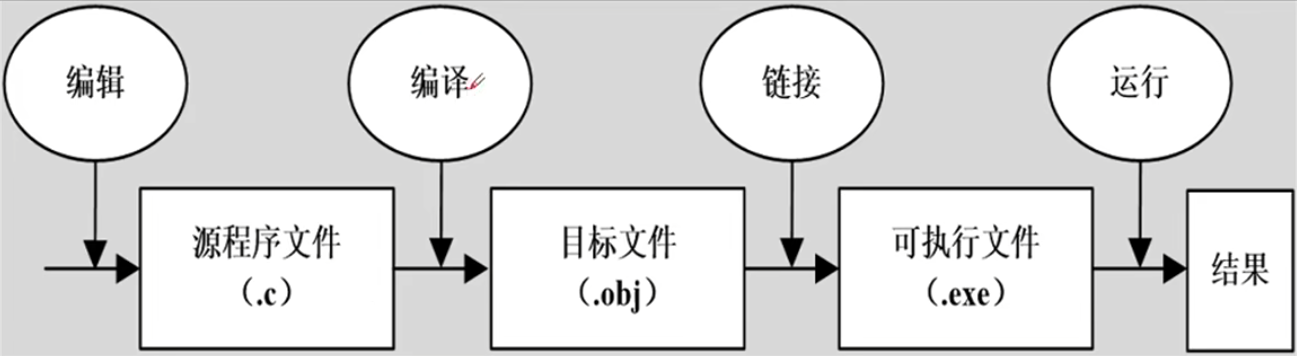 编辑
编译
链接
运行
源程序文件
（.c）
目标文件
（.obj）
可执行文件
（.exe）
结果